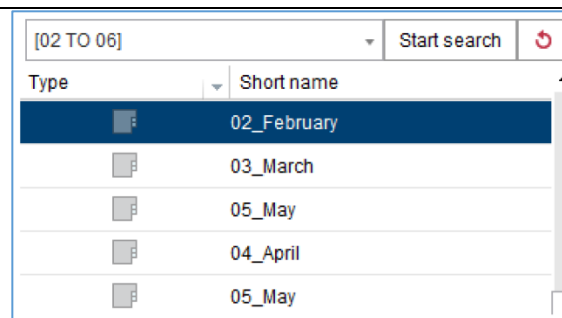 [02 TO 06] Start search
Type Short name
02_February
03_March
05_May
04_April
05_May